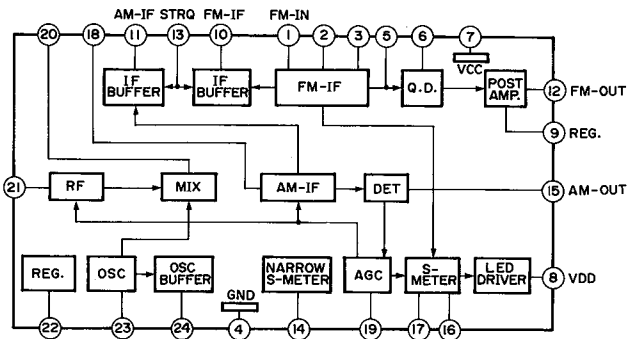 AM-IF STRQ FM-IF FM-IN
20 18 11 13 10 1 2 3 5 6 7
VCC
IF BUFFER
IF BUFFER
FM-IF
Q.D.
POST AMP.
12 FM-OUT
9 REG.
21
RF
MIX
AM-IF
DET
15 AM-OUT
REG.
OSC
OSC BUFFER
GND
NARROW S-METER
AGC
S-METER
LED DRIVER
8 VDD
22 23 24 4 14 19 17 16